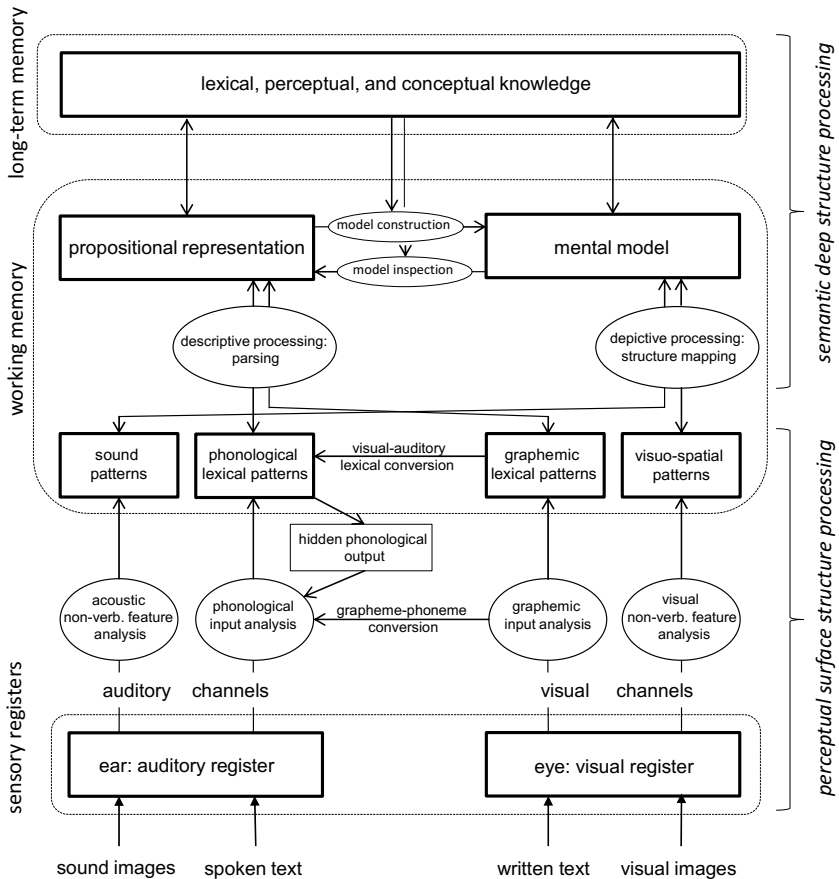 long-term memory
lexical, perceptual, and conceptual knowledge
semantic deep structure processing
working memory
propositional representation
model construction
model inspection
mental model
descriptive processing:
parsing
depictive processing:
structure mapping
sound
patterns
phonological
lexical patterns
visual-auditory
lexical conversion
graphemic
lexical patterns
visuo-spatial
patterns
hidden phonological
output
perceptual surface structure processing
acoustic
non-verb. feature
analysis
phonological
input analysis
grapheme-phoneme
conversion
graphemic
input analysis
visual
non-verb. feature
analysis
auditory channels
visual channels
sensory registers
ear: auditory register
eye: visual register
sound images
spoken text
written text
visual images